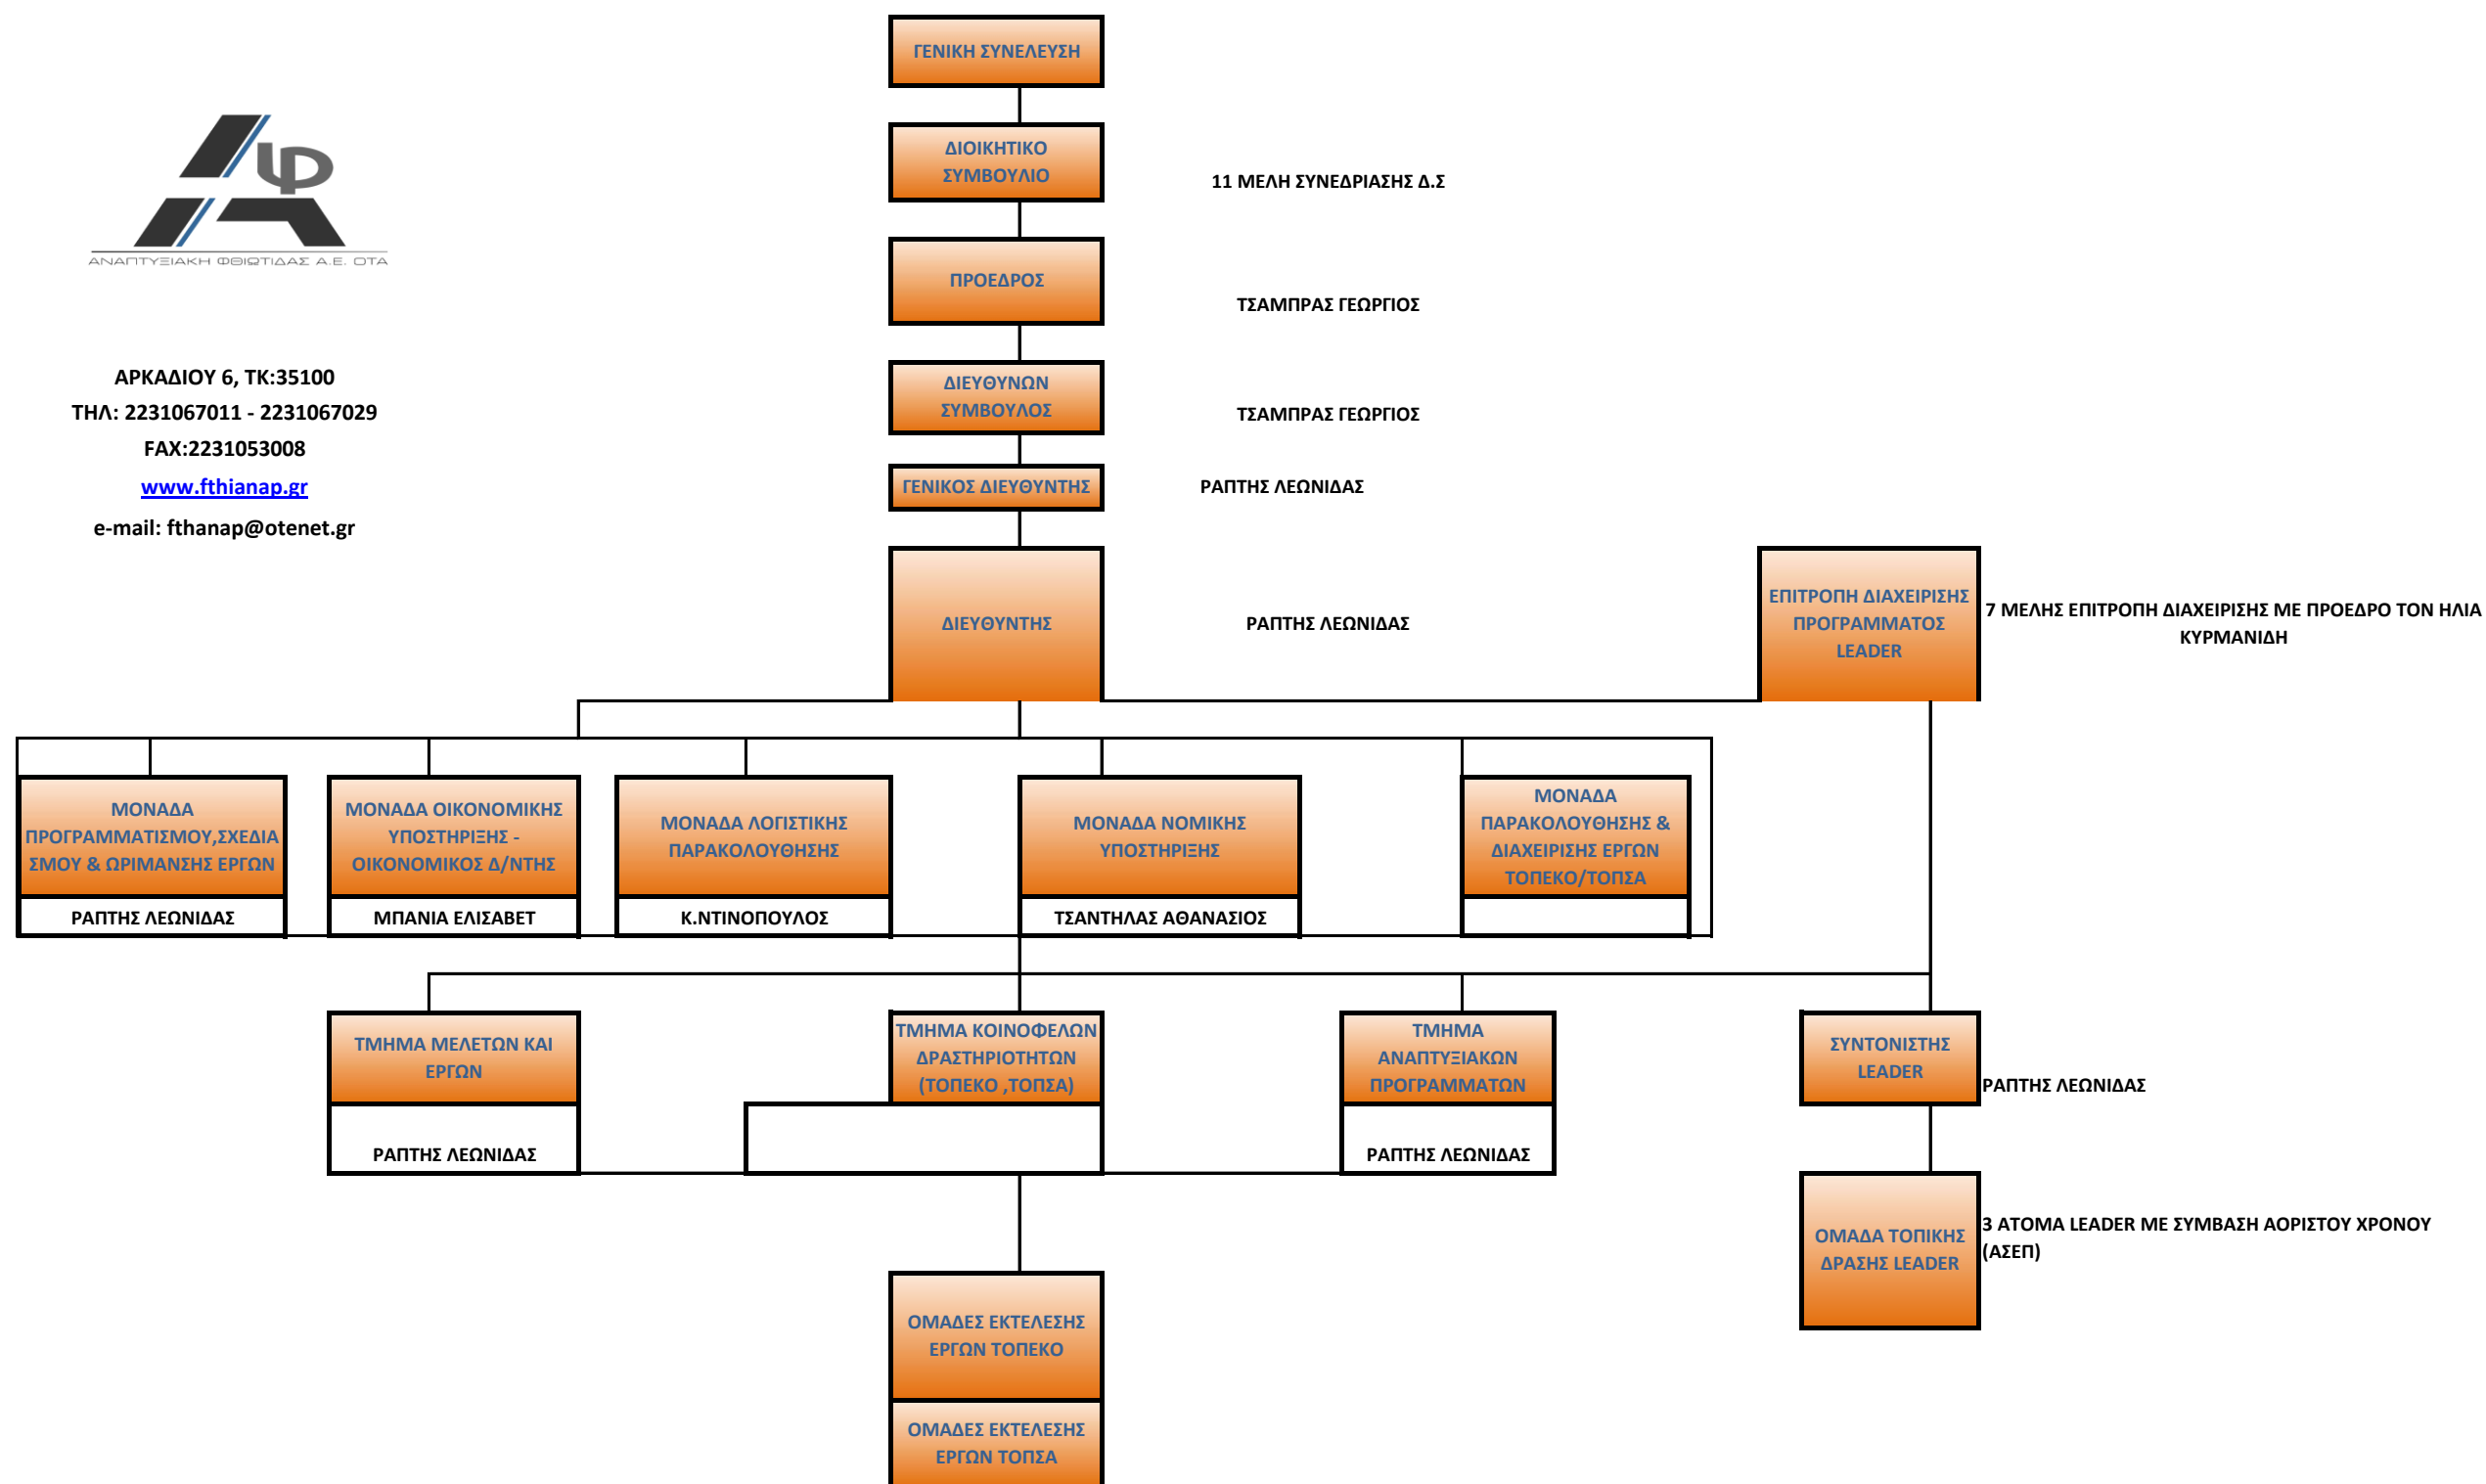 ΓΕΝΙΚΗ ΣΥΝΕΛΕΥΣΗ
ΑΝΑΠΤΥΞΙΑΚΗ ΦΘΙΩΤΙΔΑΣ Α.Ε. ΟΤΑ
ΔΙΟΙΚΗΤΙΚΟ
ΣΥΜΒΟΥΛΙΟ
11 ΜΕΛΗ ΣΥΝΕΔΡΙΑΣΗΣ Δ.Σ
ΠΡΟΕΔΡΟΣ
ΤΣΑΜΠΡΑΣ ΓΕΩΡΓΙΟΣ
ΑΡΚΑΔΙΟΥ 6, ΤΚ:35100
ΤΗΛ: 2231067011 - 2231067029
FAX:2231053008
www.fthianap.gr
e-mail: fthanap@otenet.gr
ΔΙΕΥΘΥΝΩΝ
ΣΥΜΒΟΥΛΟΣ
ΤΣΑΜΠΡΑΣ ΓΕΩΡΓΙΟΣ
ΓΕΝΙΚΟΣ ΔΙΕΥΘΥΝΤΗΣ
ΡΑΠΤΗΣ ΛΕΩΝΙΔΑΣ
ΔΙΕΥΘΥΝΤΗΣ
ΡΑΠΤΗΣ ΛΕΩΝΙΔΑΣ
ΕΠΙΤΡΟΠΗ ΔΙΑΧΕΙΡΙΣΗΣ
ΠΡΟΓΡΑΜΜΑΤΟΣ
LEADER
7 ΜΕΛΗΣ ΕΠΙΤΡΟΠΗ ΔΙΑΧΕΙΡΙΣΗΣ ΜΕ ΠΡΟΕΔΡΟ ΤΟΝ ΗΛΙΑ
ΚΥΡΜΑΝΙΔΗ
ΜΟΝΑΔΑ
ΠΡΟΓΡΑΜΜΑΤΙΣΜΟΥ,ΣΧΕΔΙΑ
ΣΜΟΥ & ΩΡΙΜΑΝΣΗΣ ΕΡΓΩΝ
ΡΑΠΤΗΣ ΛΕΩΝΙΔΑΣ
ΜΟΝΑΔΑ ΟΙΚΟΝΟΜΙΚΗΣ
ΥΠΟΣΤΗΡΙΞΗΣ -
ΟΙΚΟΝΟΜΙΚΟΣ Δ/ΝΤΗΣ
ΜΠΑΝΙΑ ΕΛΙΣΑΒΕΤ
ΜΟΝΑΔΑ ΛΟΓΙΣΤΙΚΗΣ
ΠΑΡΑΚΟΛΟΥΘΗΣΗΣ
Κ.ΝΤΙΝΟΠΟΥΛΟΣ
ΜΟΝΑΔΑ ΝΟΜΙΚΗΣ
ΥΠΟΣΤΗΡΙΞΗΣ
ΤΣΑΝΤΗΛΑΣ ΑΘΑΝΑΣΙΟΣ
ΜΟΝΑΔΑ
ΠΑΡΑΚΟΛΟΥΘΗΣΗΣ &
ΔΙΑΧΕΙΡΙΣΗΣ ΕΡΓΩΝ
ΤΟΠΕΚΟ/ΤΟΠΣΑ
ΤΜΗΜΑ ΜΕΛΕΤΩΝ ΚΑΙ
ΕΡΓΩΝ
ΡΑΠΤΗΣ ΛΕΩΝΙΔΑΣ
ΤΜΗΜΑ ΚΟΙΝΟΦΕΛΩΝ
ΔΡΑΣΤΗΡΙΟΤΗΤΩΝ
(ΤΟΠΕΚΟ ,ΤΟΠΣΑ)
ΤΜΗΜΑ
ΑΝΑΠΤΥΞΙΑΚΩΝ
ΠΡΟΓΡΑΜΜΑΤΩΝ
ΡΑΠΤΗΣ ΛΕΩΝΙΔΑΣ
ΣΥΝΤΟΝΙΣΤΗΣ
LEADER
ΡΑΠΤΗΣ ΛΕΩΝΙΔΑΣ
ΟΜΑΔΑ ΤΟΠΙΚΗΣ
ΔΡΑΣΗΣ LEADER
3 ΑΤΟΜΑ LEADER ΜΕ ΣΥΜΒΑΣΗ ΑΟΡΙΣΤΟΥ ΧΡΟΝΟΥ
(ΑΣΕΠ)
ΟΜΑΔΕΣ ΕΚΤΕΛΕΣΗΣ
ΕΡΓΩΝ ΤΟΠΕΚΟ
ΟΜΑΔΕΣ ΕΚΤΕΛΕΣΗΣ
ΕΡΓΩΝ ΤΟΠΣΑ